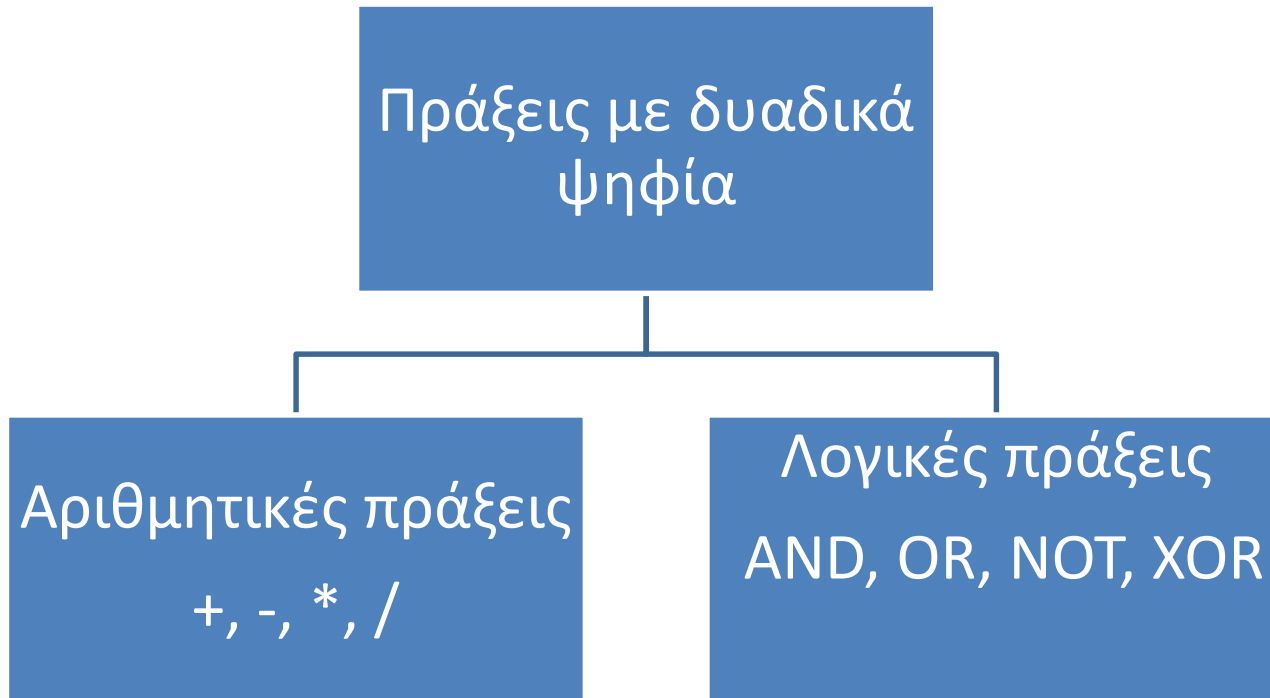 Πράξεις με δυαδικά
ψηφία
Αριθμητικές πράξεις
+, -, *, /
Λογικές πράξεις
AND, OR, NOT, XOR